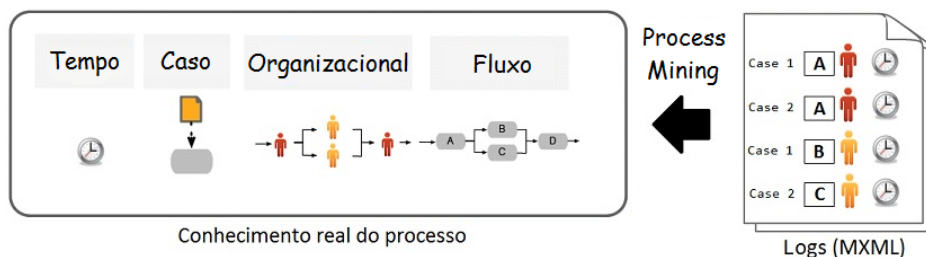 Tempo
Caso
Organizacional
Fluxo
A
B
C
D
Conhecimento real do processo
Process
Mining
Case 1 A
Case 2 A
Case 1 B
Case 2 C
Logs (MXML)